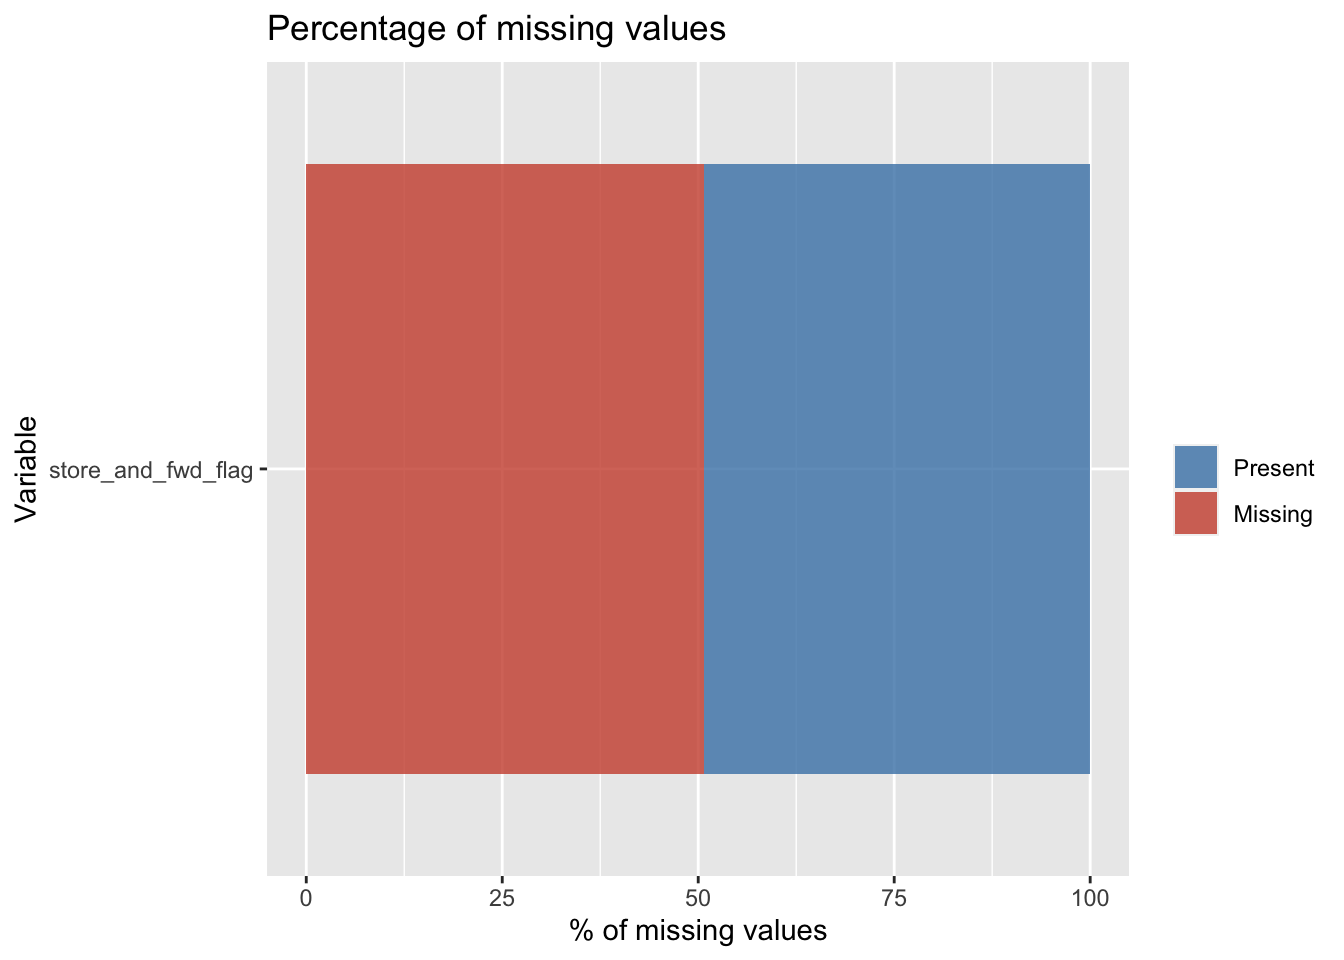 Percentage of missing values
Variable
store_and_fwd_flag
Present
Missing
0 25 50 75 100
% of missing values